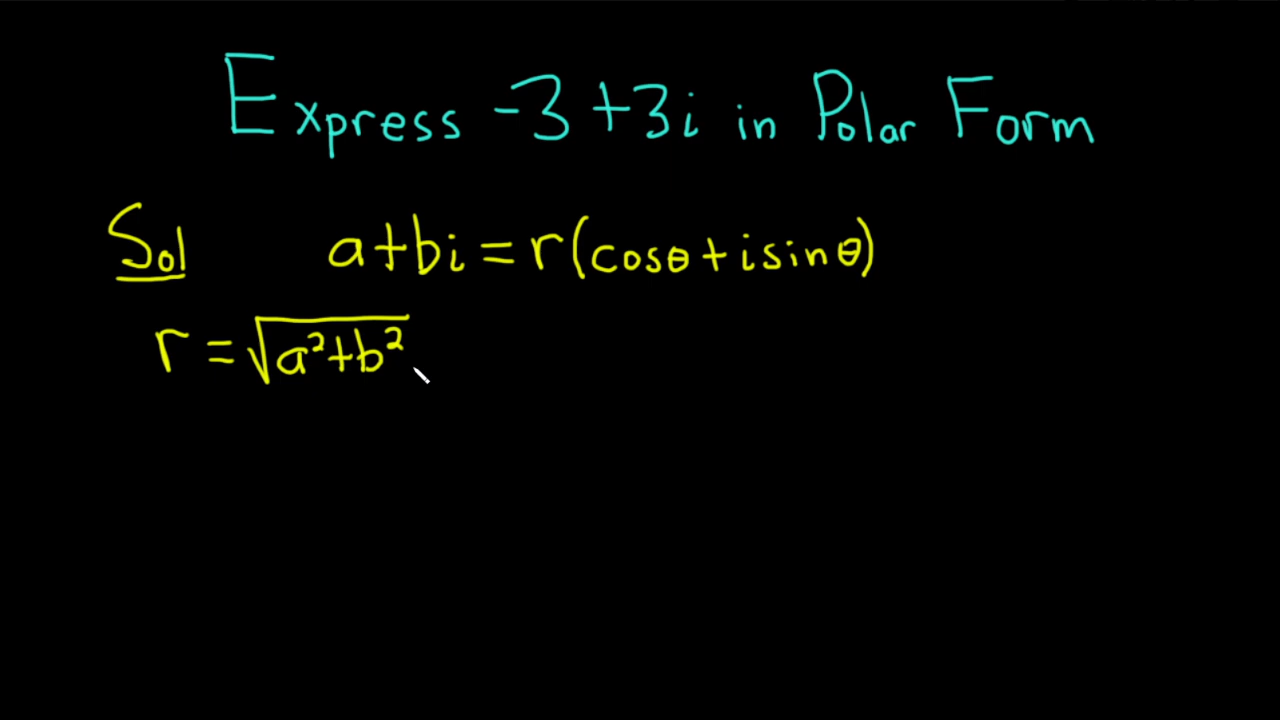 Express -3+3i in Polar Form
Sol a+bi=r(cosθ+isinθ)
r=√a²+b²